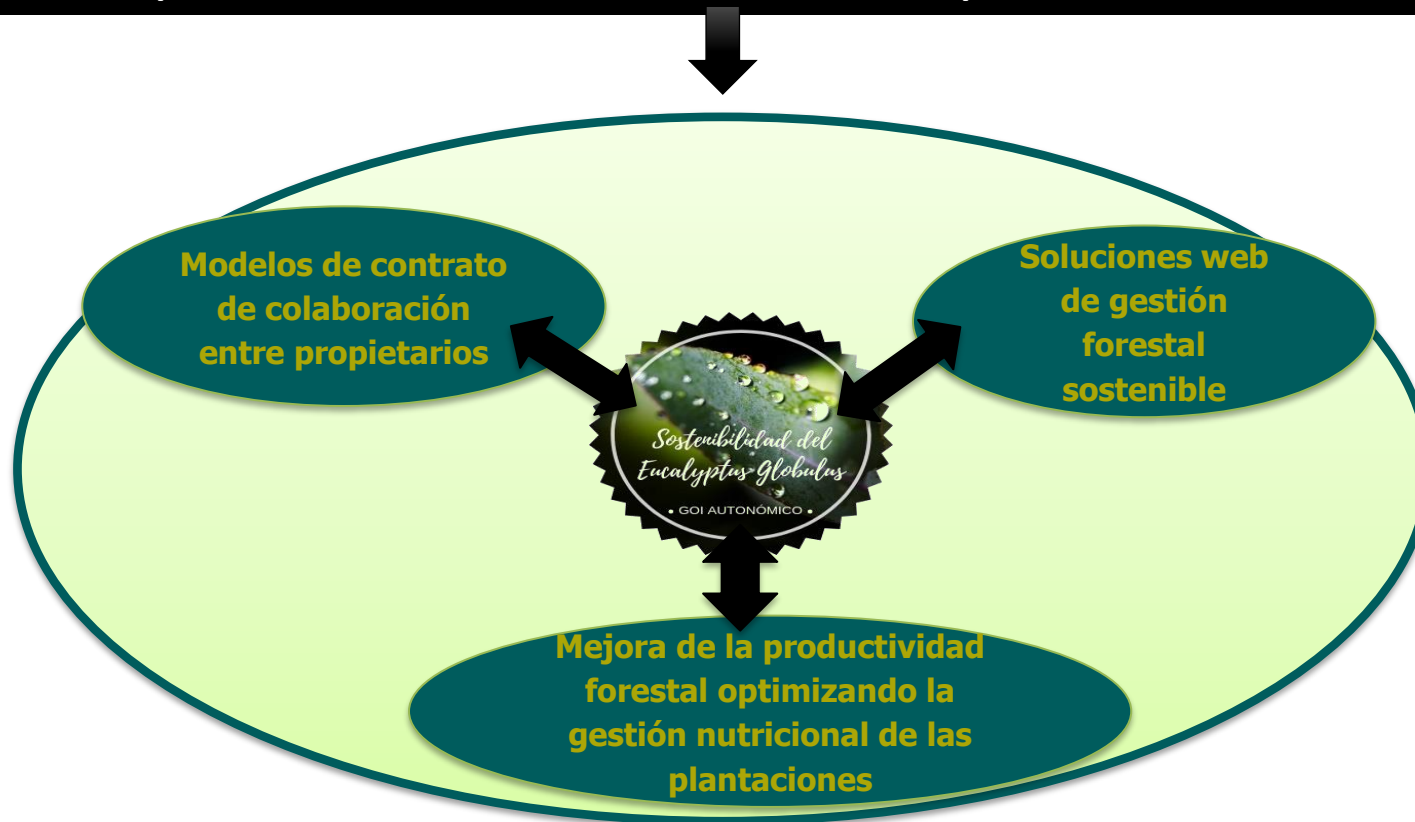 Modelos de contrato
de colaboración
entre propietarios
Soluciones web
de gestión
forestal
sostenible
Sostenibilidad del
Eucalyptus Globulus
• GOI AUTONÓMICO •
Mejora de la productividad
forestal optimizando la
gestión nutricional de las
plantaciones